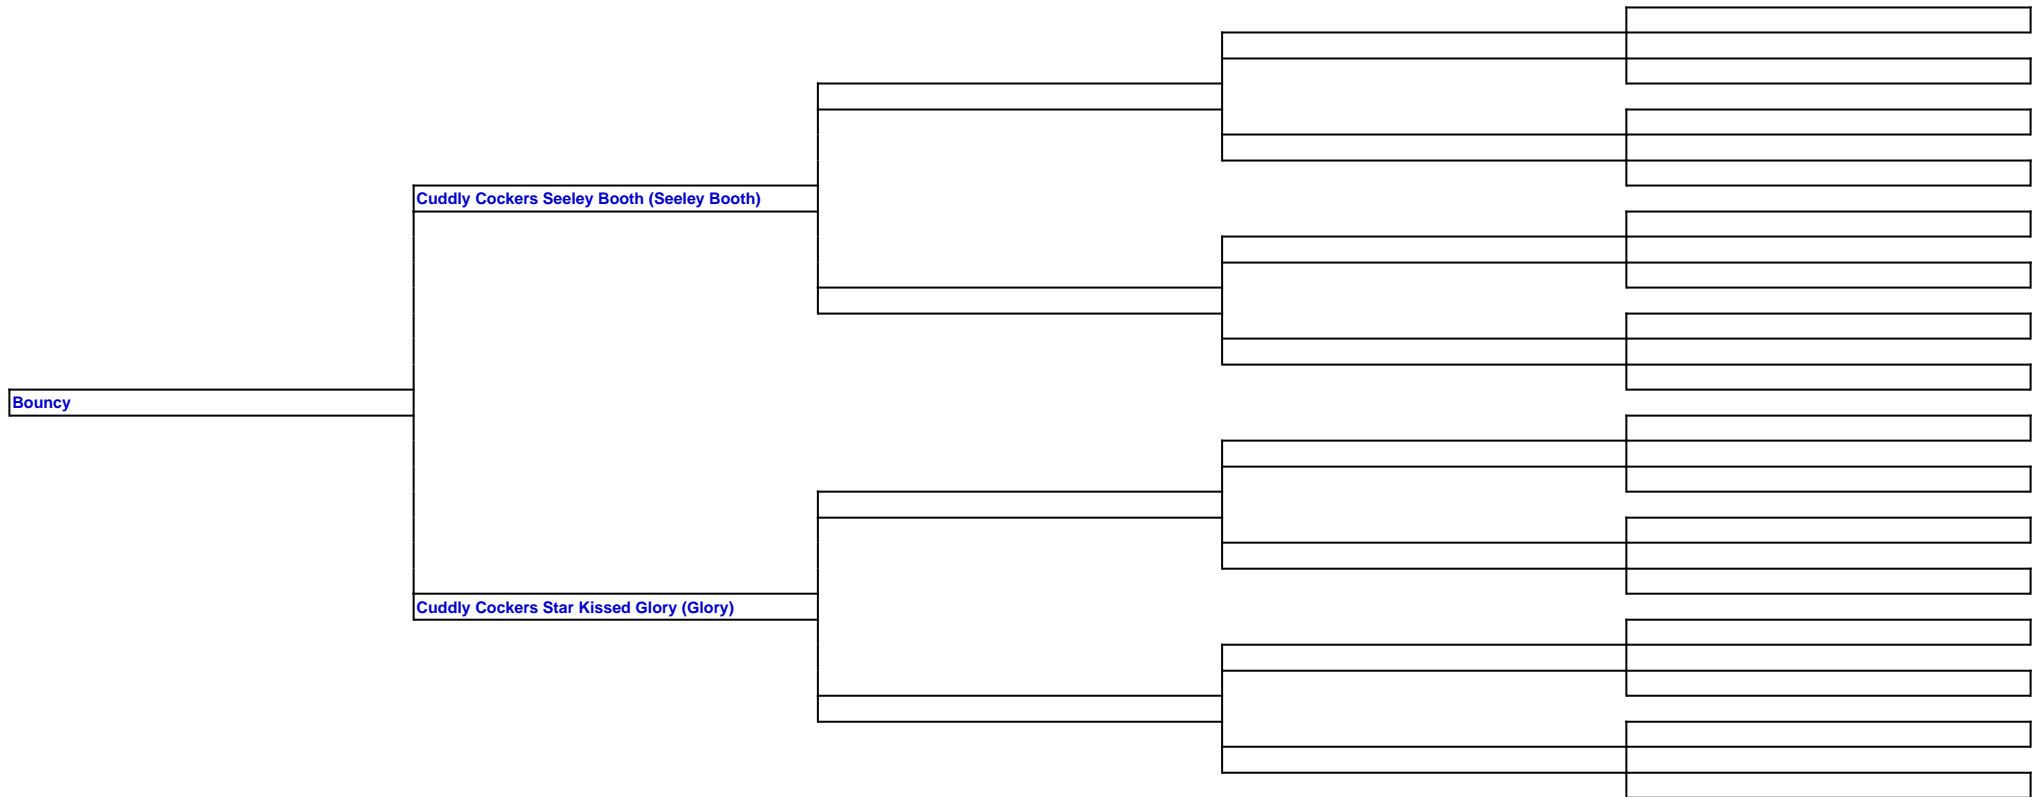 Cuddly Cockers Seeley Booth (Seeley Booth)
Bouncy
Cuddly Cockers Star Kissed Glory (Glory)